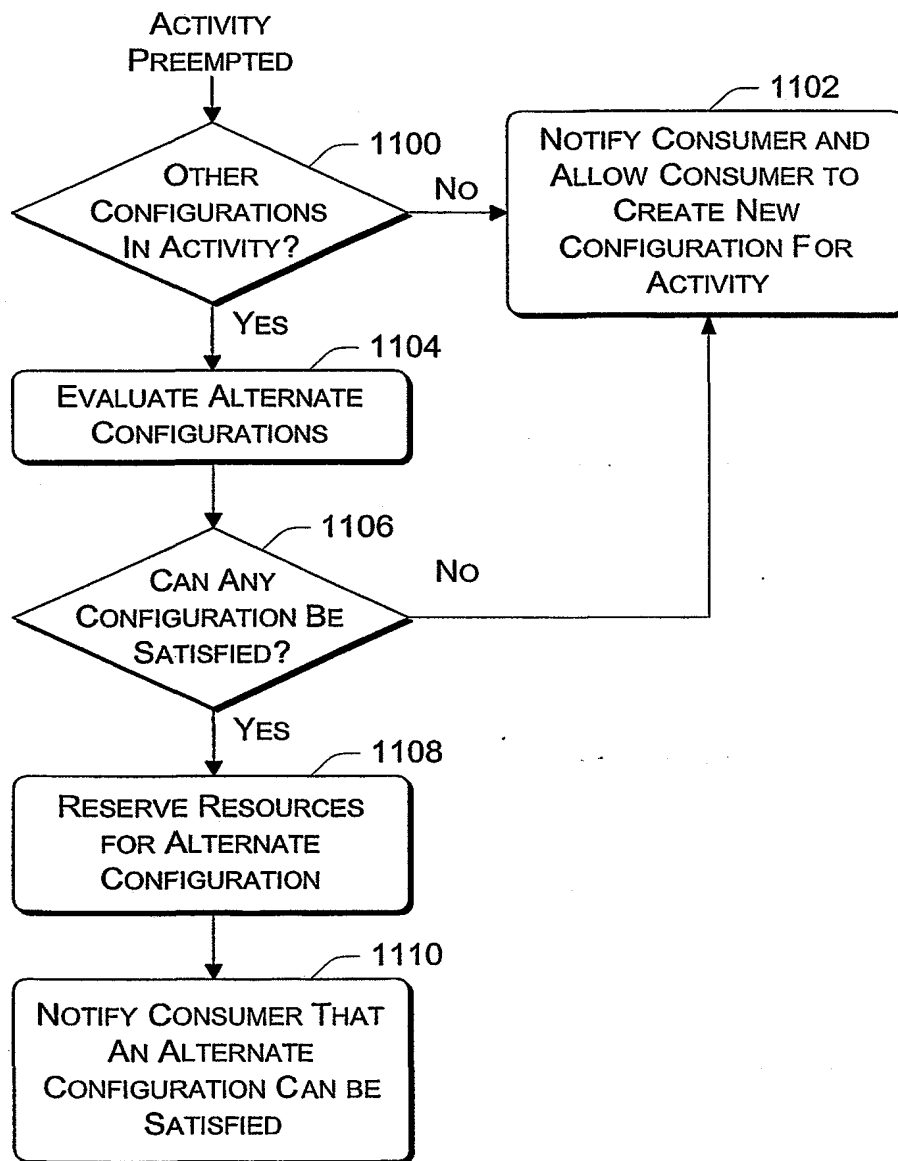 ACTIVITY
PREEMPTED
1100
OTHER
CONFIGURATIONS
IN ACTIVITY?
NO
1102
NOTIFY CONSUMER AND
ALLOW CONSUMER TO
CREATE NEW
CONFIGURATION FOR
ACTIVITY
YES
1104
EVALUATE ALTERNATE
CONFIGURATIONS
1106
CAN ANY
CONFIGURATION BE
SATISFIED?
NO
YES
1108
RESERVE RESOURCES
FOR ALTERNATE
CONFIGURATION
1110
NOTIFY CONSUMER THAT
AN ALTERNATE
CONFIGURATION CAN BE
SATISFIED